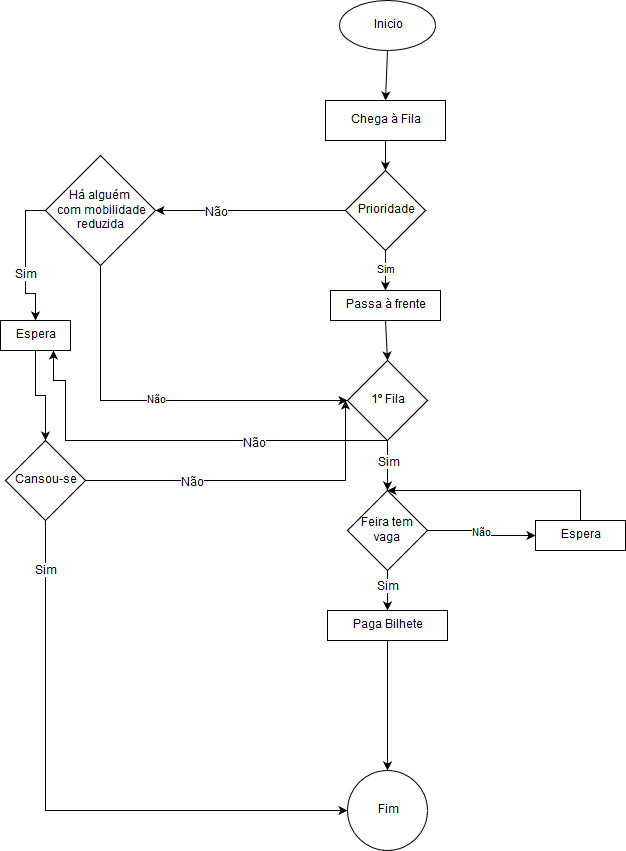 Inicio
Chega à Fila
Há alguém
com mobilidade
reduzida
Não
Prioridade
Sim
Sim
Passa à frente
Espera
Não
1º Fila
Não
Cansou-se
Não
Sim
Feira tem
vaga
Não
Espera
Sim
Sim
Paga Bilhete
Fim